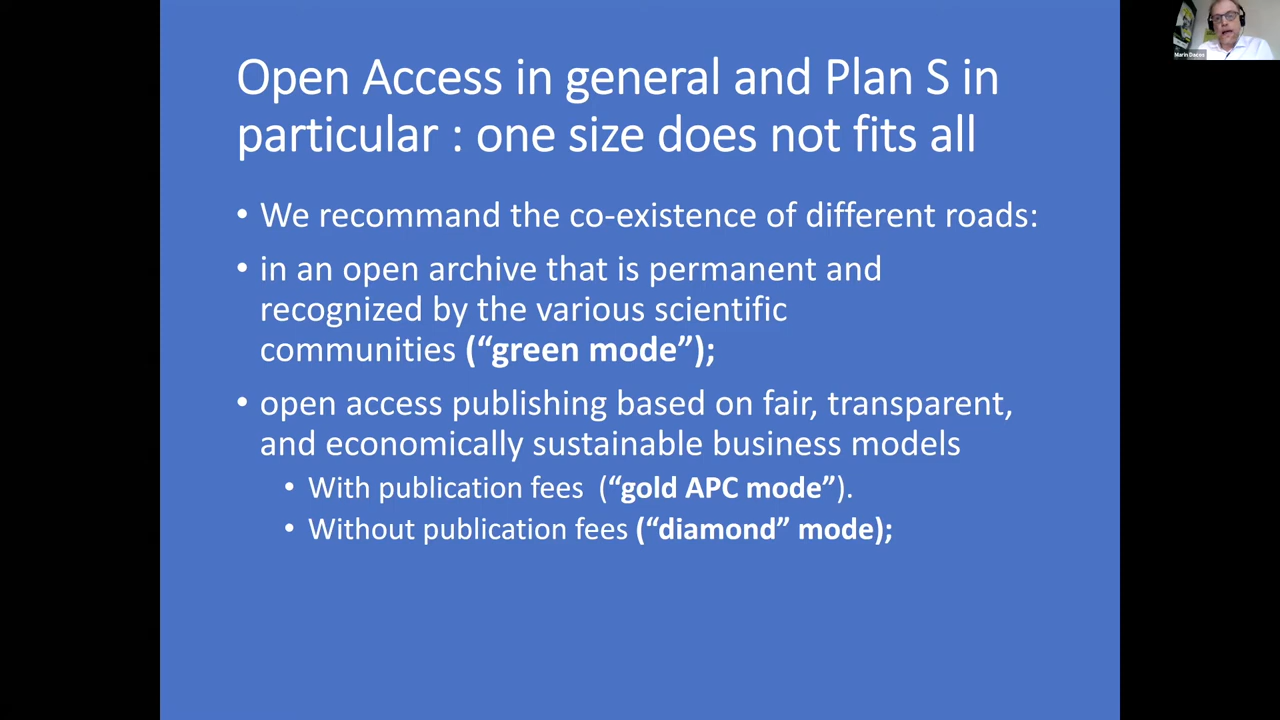 Open Access in general and Plan S in
particular : one size does not fits all
• We recommand the co-existence of different roads:
• in an open archive that is permanent and
recognized by the various scientific
communities (“green mode”);
• open access publishing based on fair, transparent,
and economically sustainable business models
• With publication fees (“gold APC mode”).
• Without publication fees (“diamond” mode);
Marin Dacos